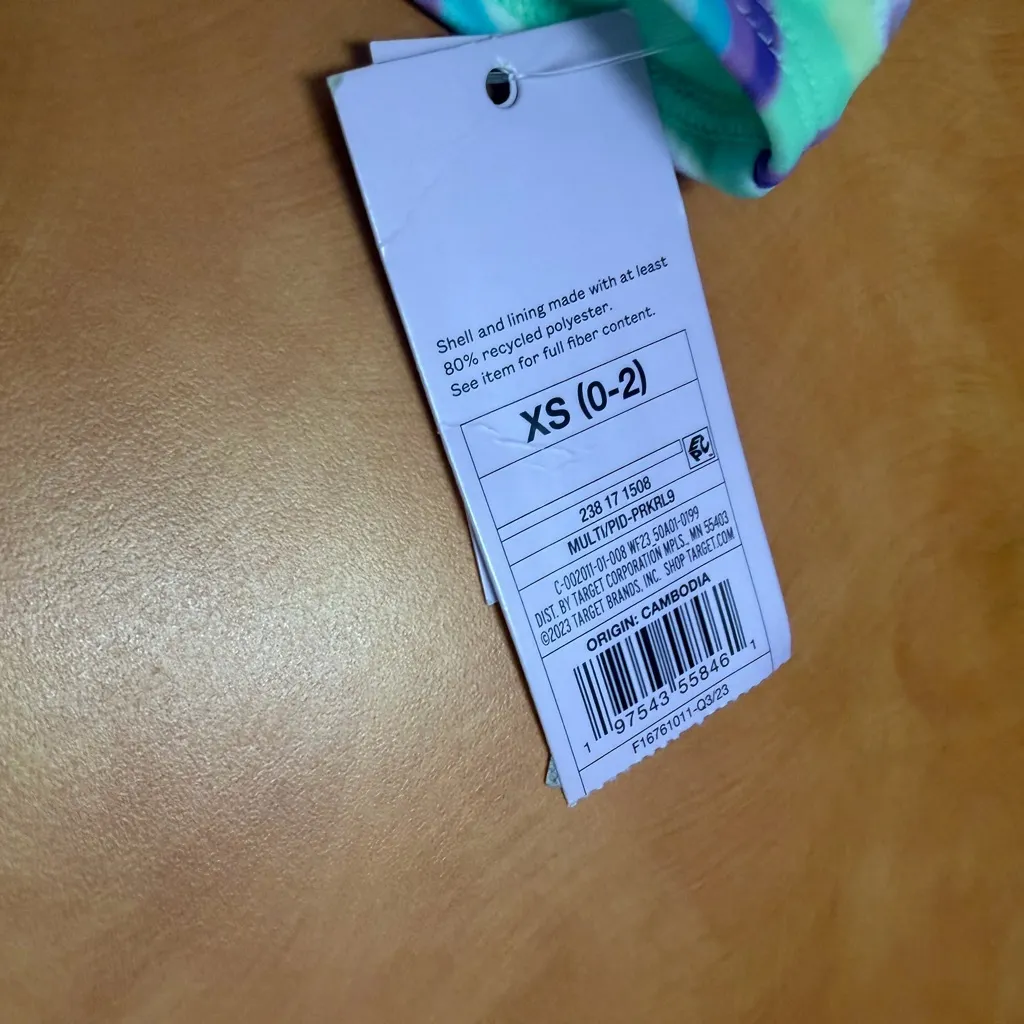 Shell and lining made with at least
80% recycled polyester.
See item for full fiber content.
XS (0-2)
238 17 1508
MULTI/PID-PRKRL9
C-002011-01-008 WF23_50A01-0199
DIST. BY TARGET CORPORATION MPLS., MN 55403
©2023 TARGET BRANDS, INC. SHOP TARGET.COM
ORIGIN: CAMBODIA
1 97543 55846 1
F16761011-Q3/23